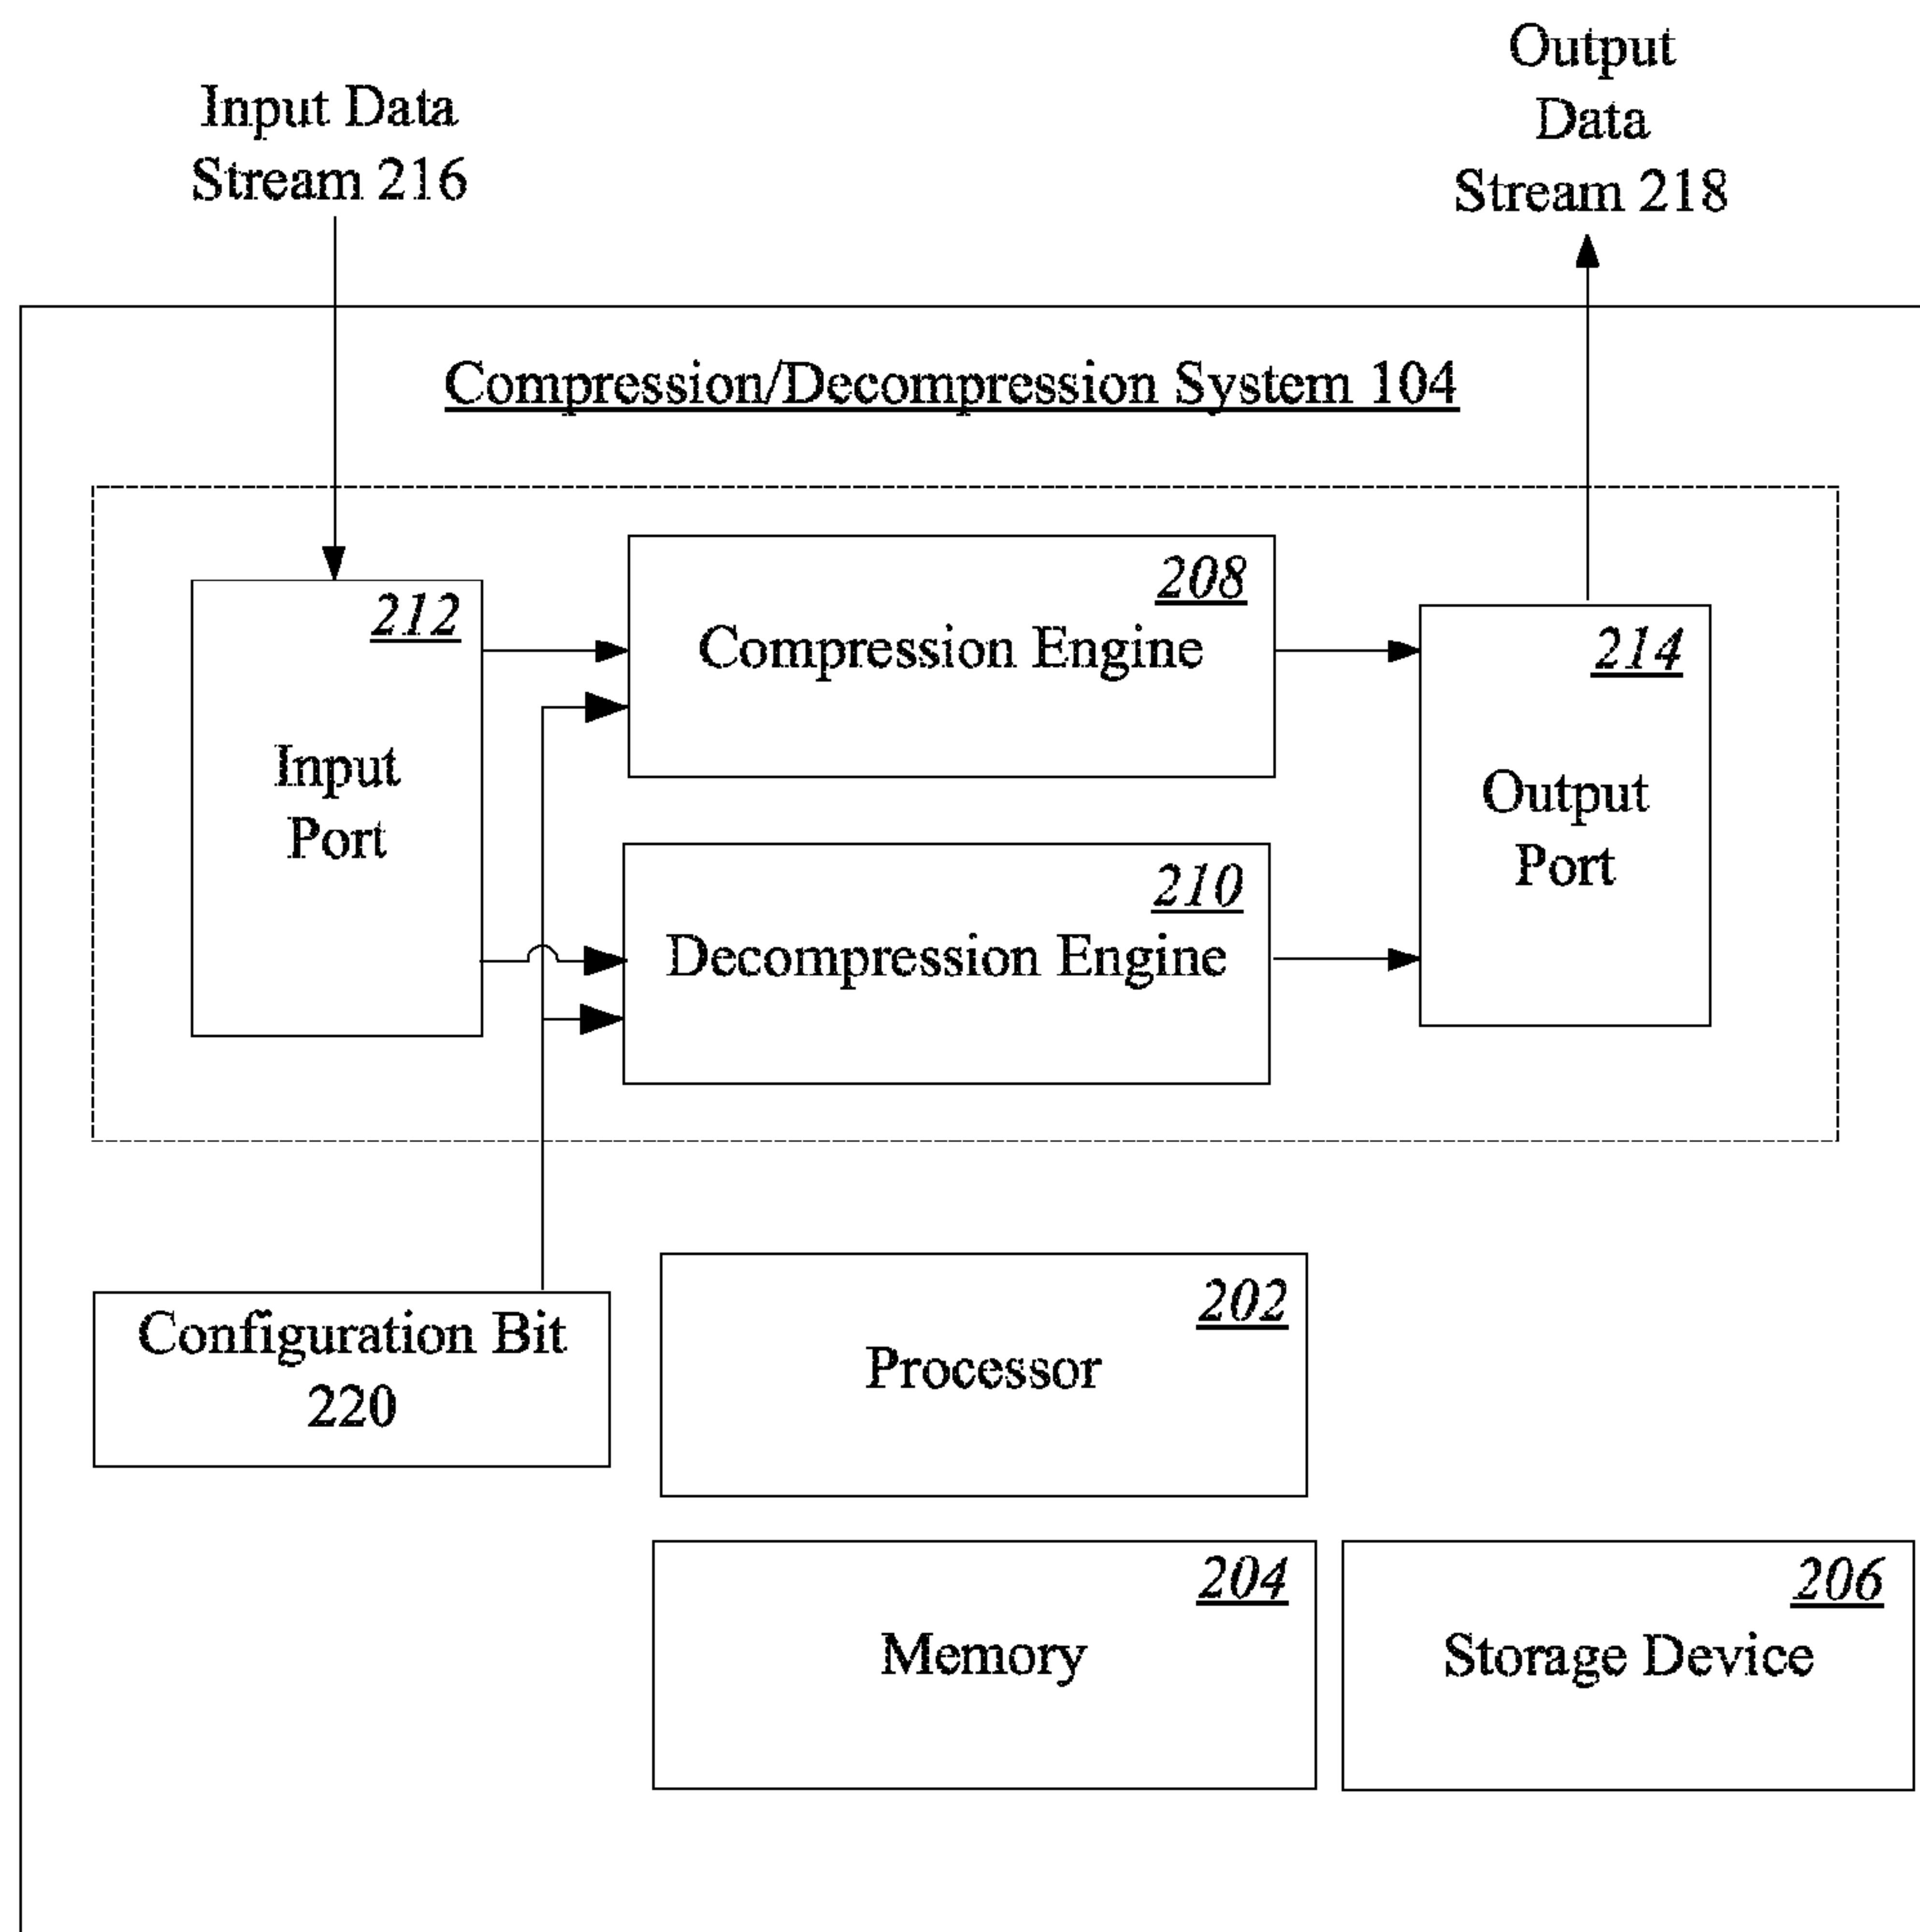 Input Data
Stream 216
Output
Data
Stream 218
Compression/Decompression System 104
212
Input
Port
208
Compression Engine
210
Decompression Engine
214
Output
Port
Configuration Bit
220
202
Processor
204
Memory
206
Storage Device